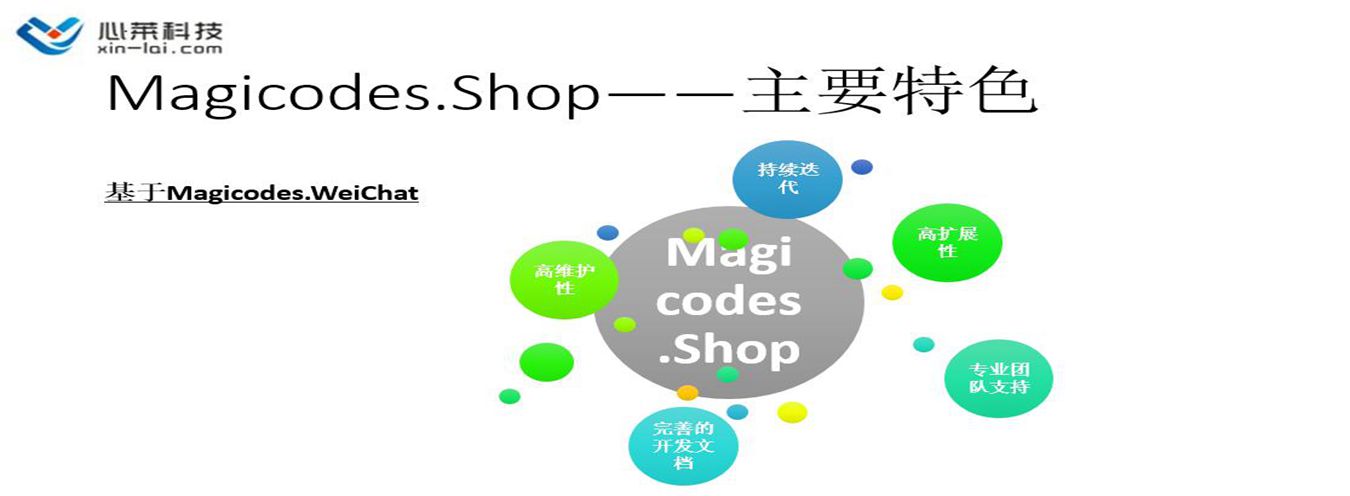 心莱科技
xin-lai.com
Magicodes.Shop——主要特色
基于Magicodes.WeiChat
持续迭
代
高扩展
性
高维护
性
Magi
codes
.Shop
专业团
队支持
完善的
开发文
档